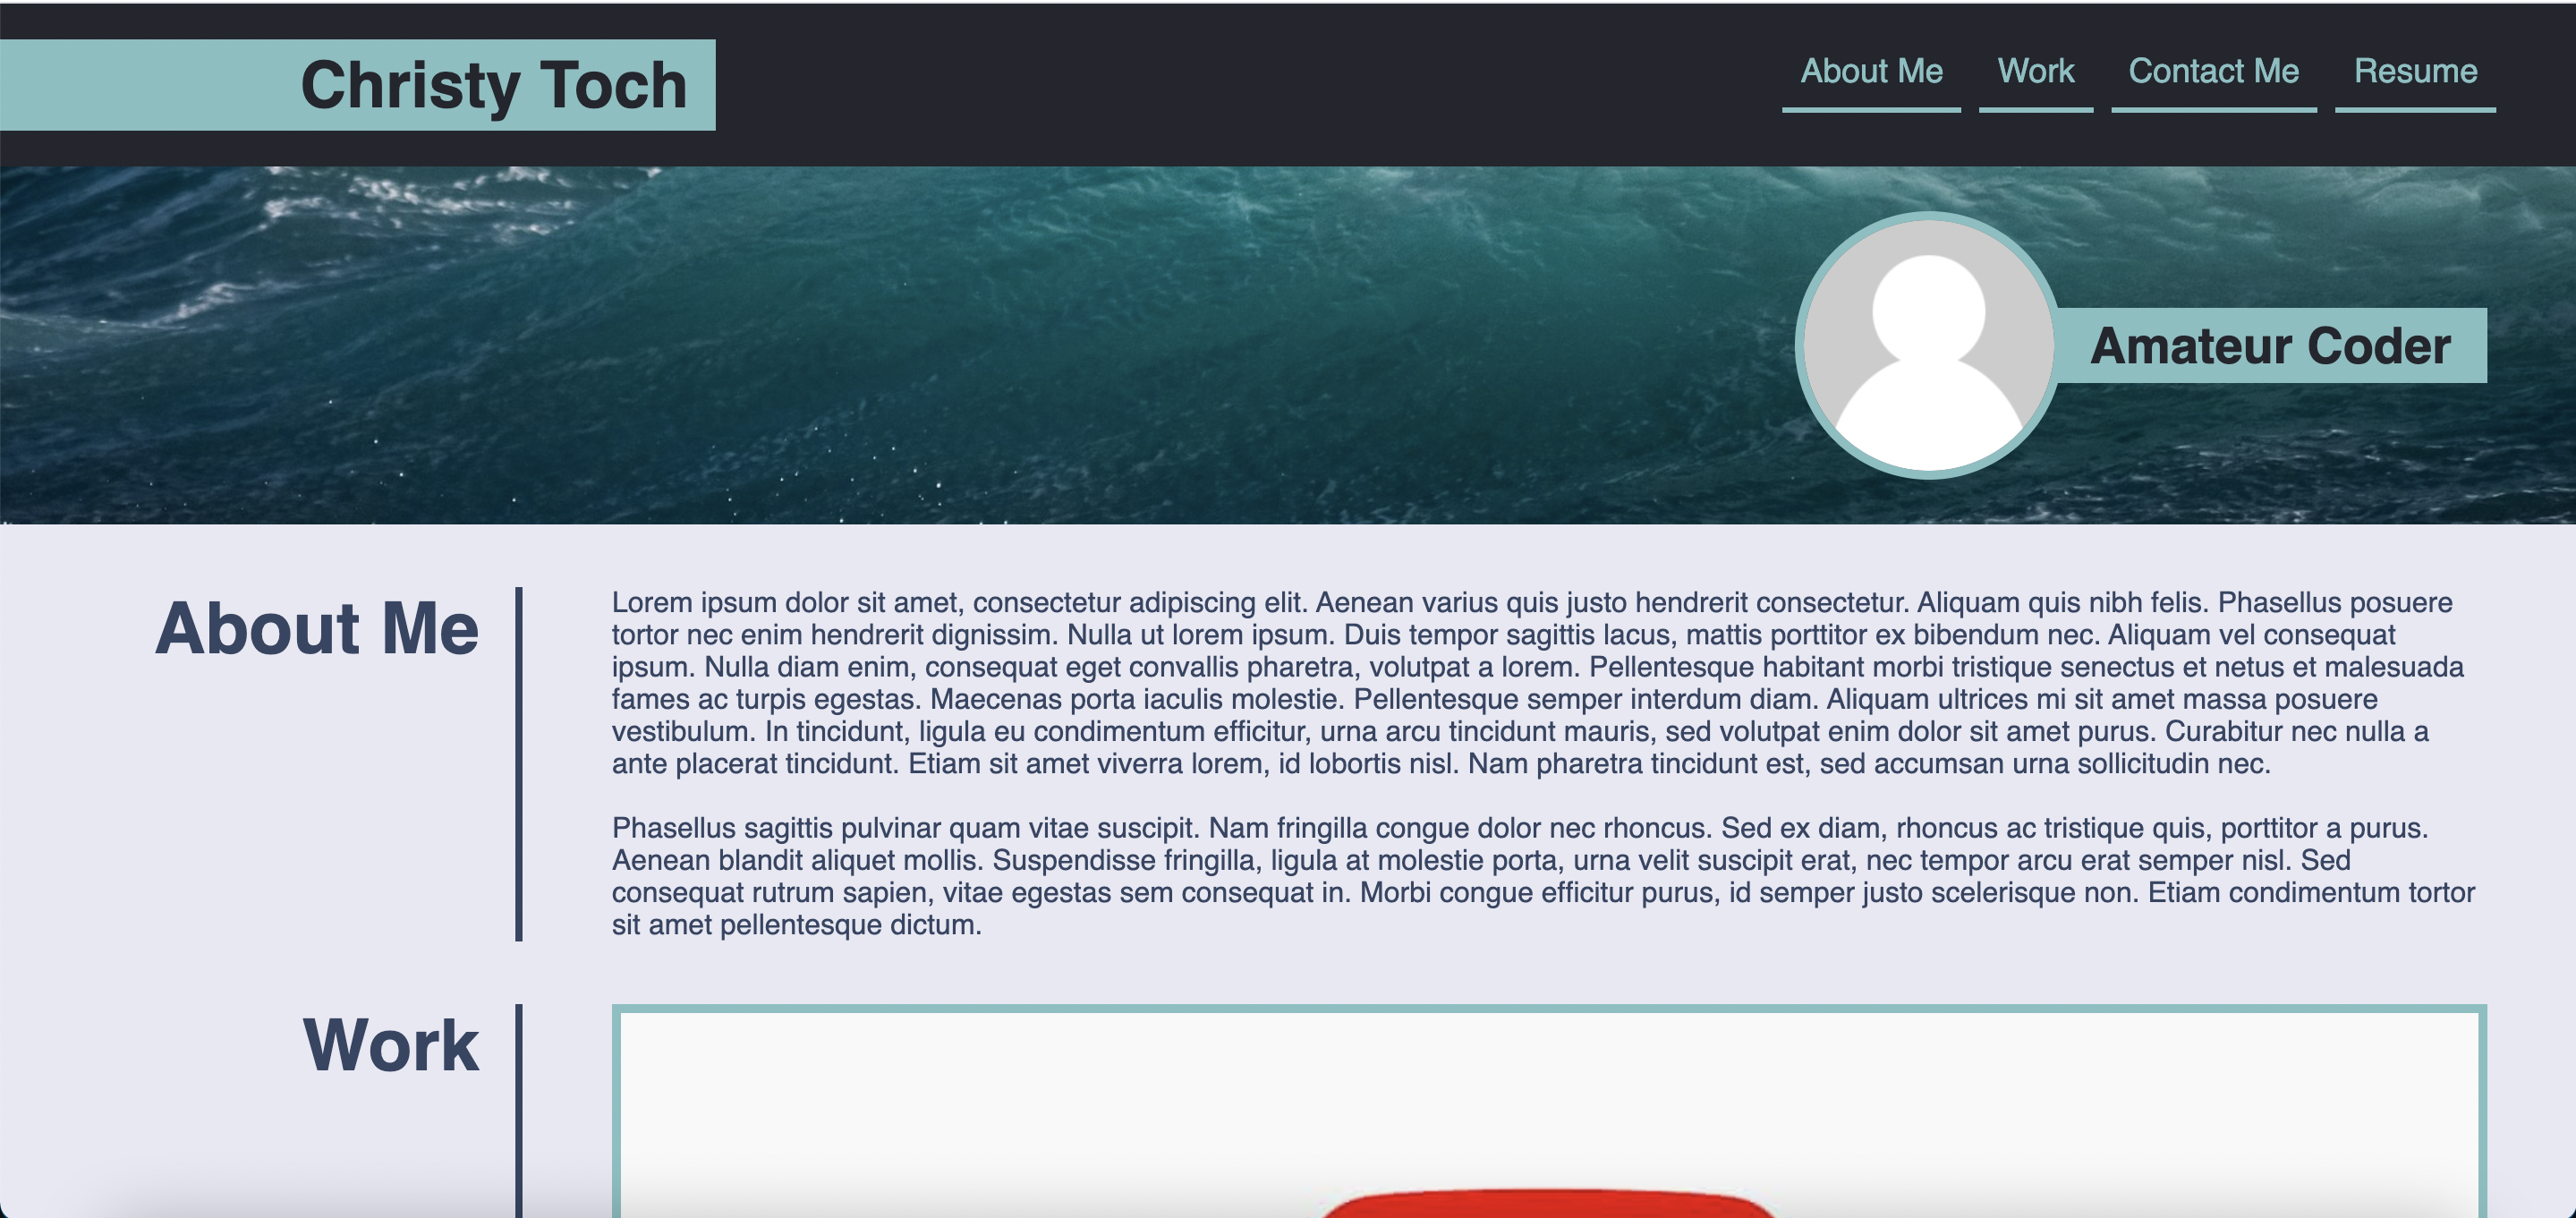 Christy Toch
About Me
Work
Contact Me
Resume
Amateur Coder
About Me
Lorem ipsum dolor sit amet, consectetur adipiscing elit. Aenean varius quis justo hendrerit consectetur. Aliquam quis nibh felis. Phasellus posuere
tortor nec enim hendrerit dignissim. Nulla ut lorem ipsum. Duis tempor sagittis lacus, mattis porttitor ex bibendum nec. Aliquam vel consequat
ipsum. Nulla diam enim, consequat eget convallis pharetra, volutpat a lorem. Pellentesque habitant morbi tristique senectus et netus et malesuada
fames ac turpis egestas. Maecenas porta iaculis molestie. Pellentesque semper interdum diam. Aliquam ultrices mi sit amet massa posuere
vestibulum. In tincidunt, ligula eu condimentum efficitur, urna arcu tincidunt mauris, sed volutpat enim dolor sit amet purus. Curabitur nec nulla a
ante placerat tincidunt. Etiam sit amet viverra lorem, id lobortis nisl. Nam pharetra tincidunt est, sed accumsan urna sollicitudin nec.
Phasellus sagittis pulvinar quam vitae suscipit. Nam fringilla congue dolor nec rhoncus. Sed ex diam, rhoncus ac tristique quis, porttitor a purus.
Aenean blandit aliquet mollis. Suspendisse fringilla, ligula at molestie porta, urna velit suscipit erat, nec tempor arcu erat semper nisl. Sed
consequat rutrum sapien, vitae egestas sem consequat in. Morbi congue efficitur purus, id semper justo scelerisque non. Etiam condimentum tortor
sit amet pellentesque dictum.
Work